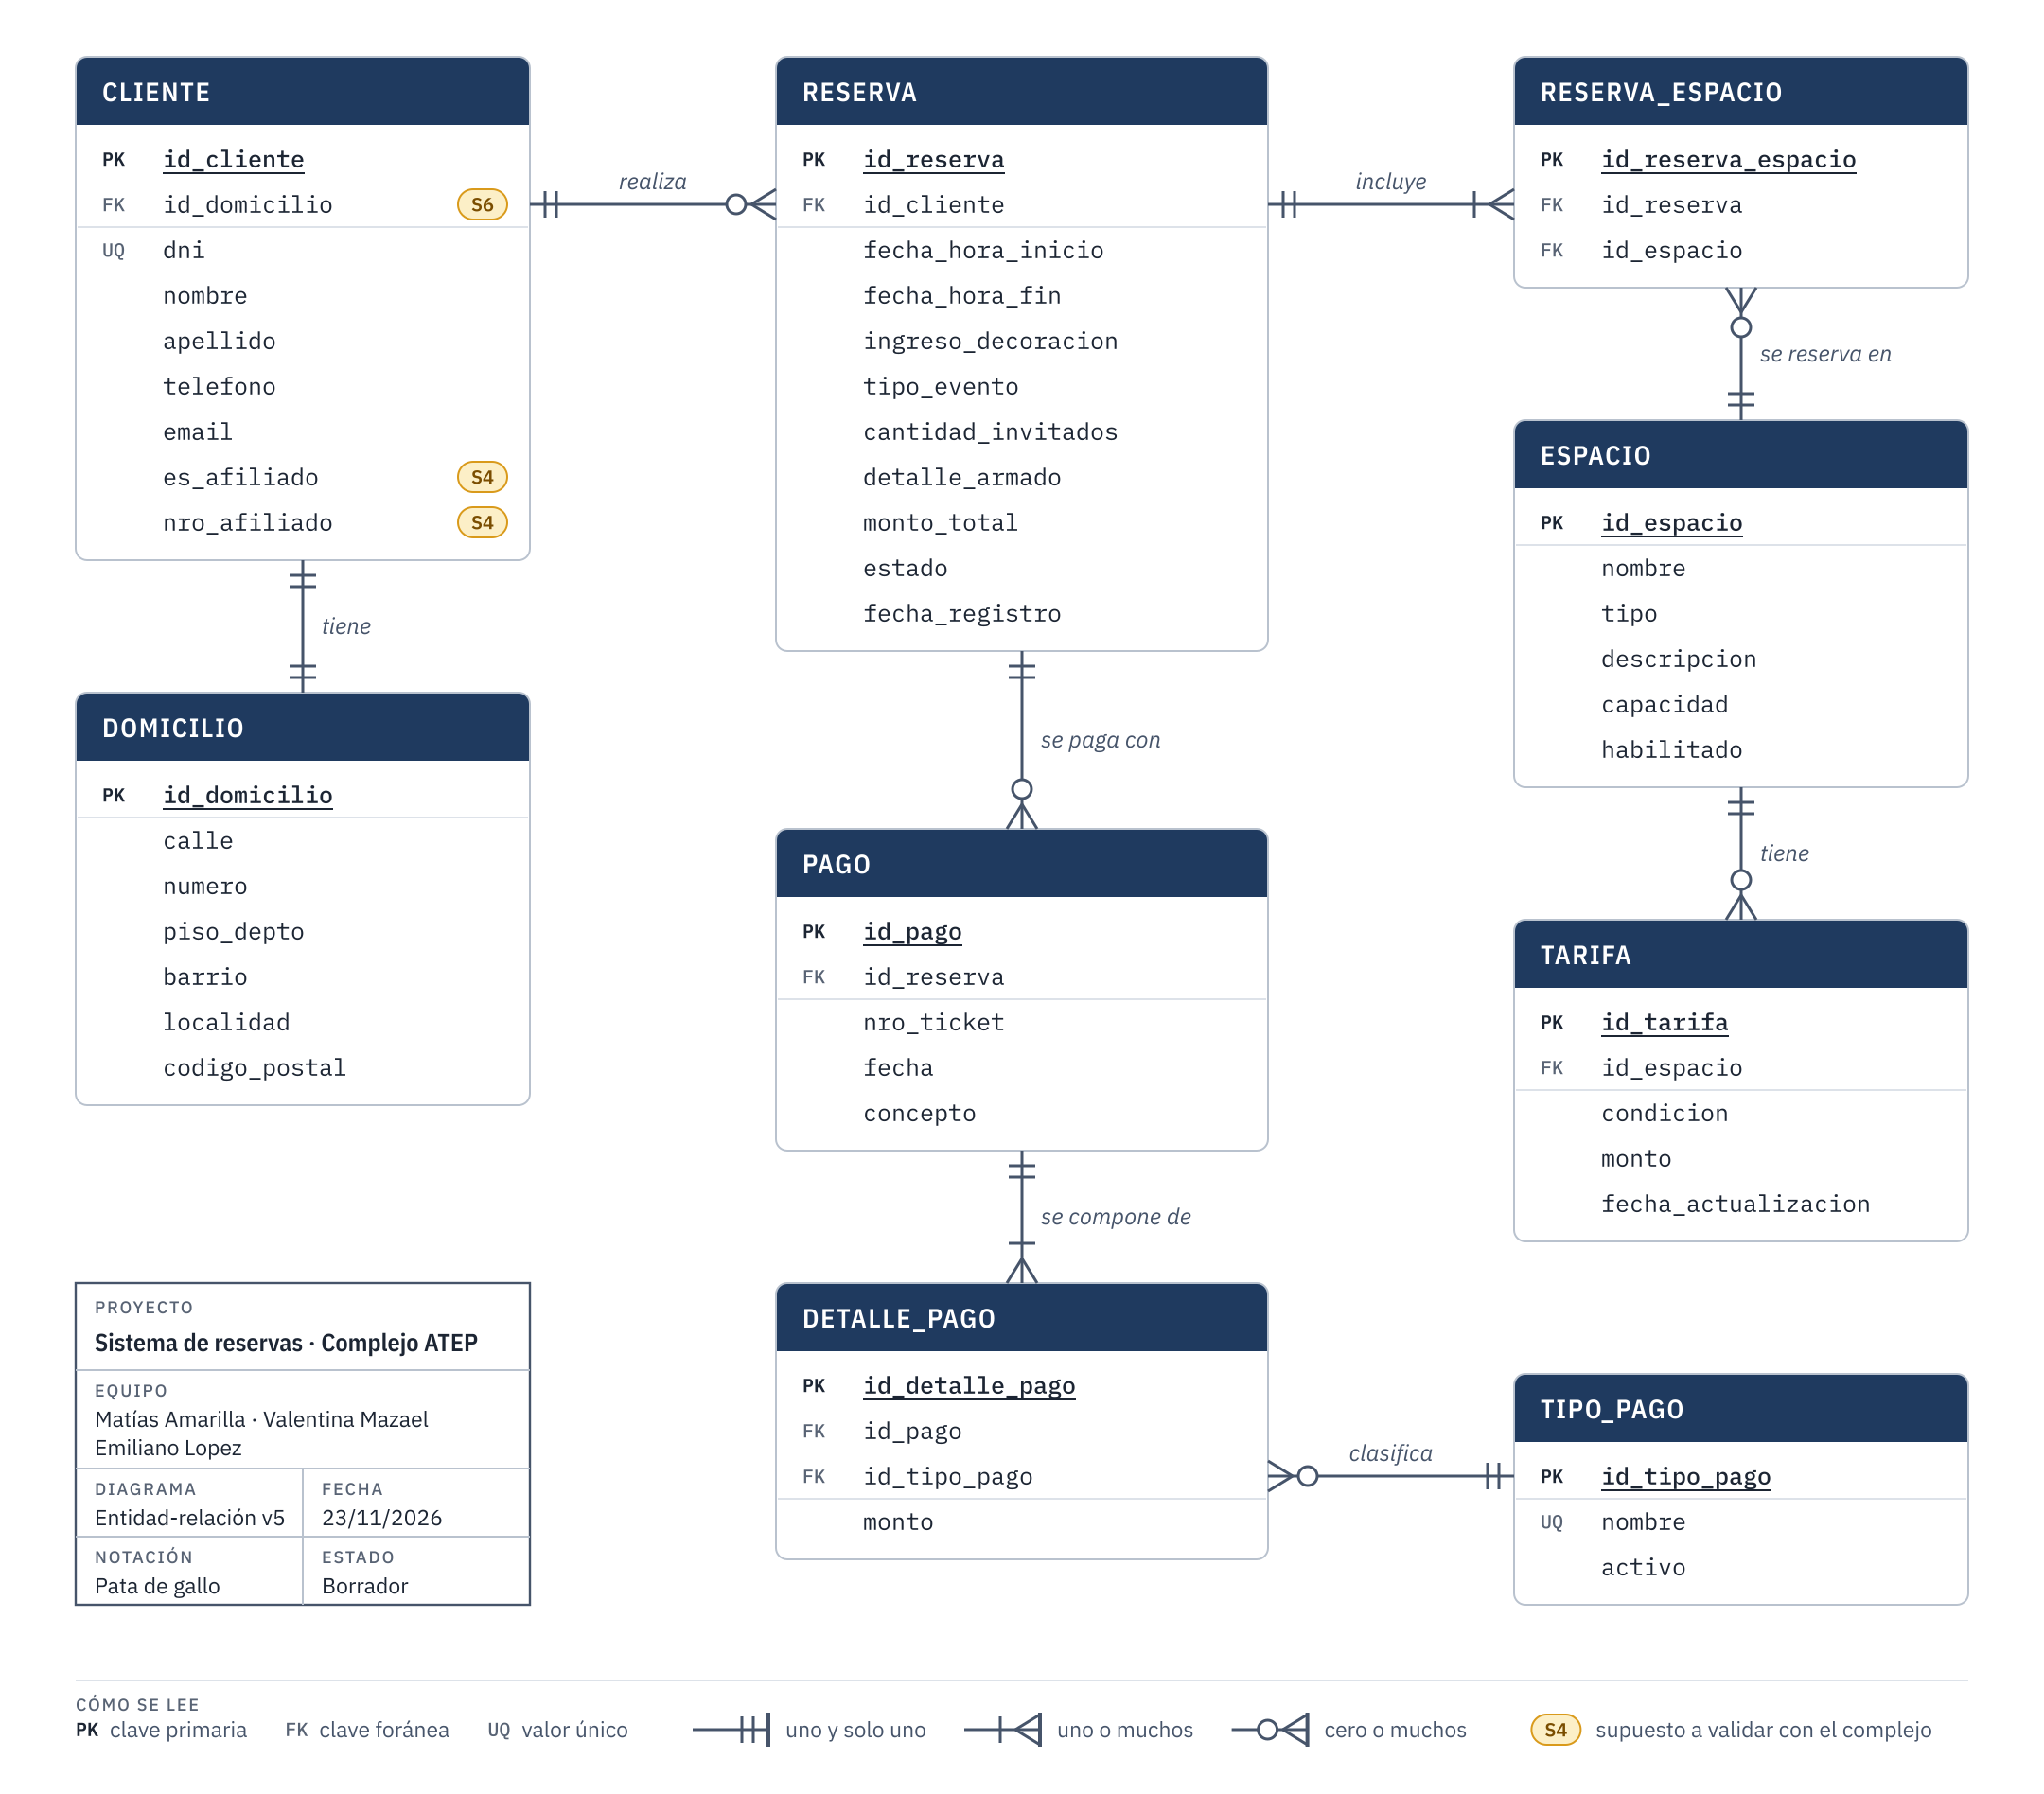 CLIENTE
PK id_cliente
FK id_domicilio S6
UQ dni
nombre
apellido
telefono
email
es_afiliado S4
nro_afiliado S4
realiza
RESERVA
PK id_reserva
FK id_cliente
fecha_hora_inicio
fecha_hora_fin
ingreso_decoracion
tipo_evento
cantidad_invitados
detalle_armado
monto_total
estado
fecha_registro
incluye
RESERVA_ESPACIO
PK id_reserva_espacio
FK id_reserva
FK id_espacio
se reserva en
ESPACIO
PK id_espacio
nombre
tipo
descripcion
capacidad
habilitado
tiene
DOMICILIO
PK id_domicilio
calle
numero
piso_depto
barrio
localidad
codigo_postal
se paga con
PAGO
PK id_pago
FK id_reserva
nro_ticket
fecha
concepto
tiene
TARIFA
PK id_tarifa
FK id_espacio
condicion
monto
fecha_actualizacion
se compone de
DETALLE_PAGO
PK id_detalle_pago
FK id_pago
FK id_tipo_pago
monto
clasifica
TIPO_PAGO
PK id_tipo_pago
UQ nombre
activo
PROYECTO
Sistema de reservas · Complejo ATEP
EQUIPO
Matías Amarilla · Valentina Mazael
Emiliano Lopez
DIAGRAMA
Entidad-relación v5
FECHA
23/11/2026
NOTACIÓN
Pata de gallo
ESTADO
Borrador
CÓMO SE LEE
PK clave primaria FK clave foránea UQ valor único uno y solo uno uno o muchos cero o muchos S4 supuesto a validar con el complejo